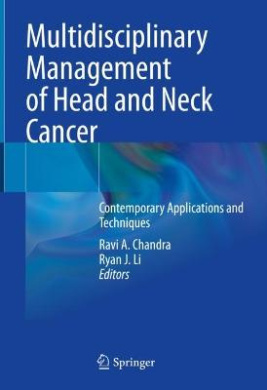 Multidisciplinary
Management
of Head and Neck
Cancer
Contemporary Applications and
Techniques
Ravi A. Chandra
Ryan J. Li
Editors
Springer